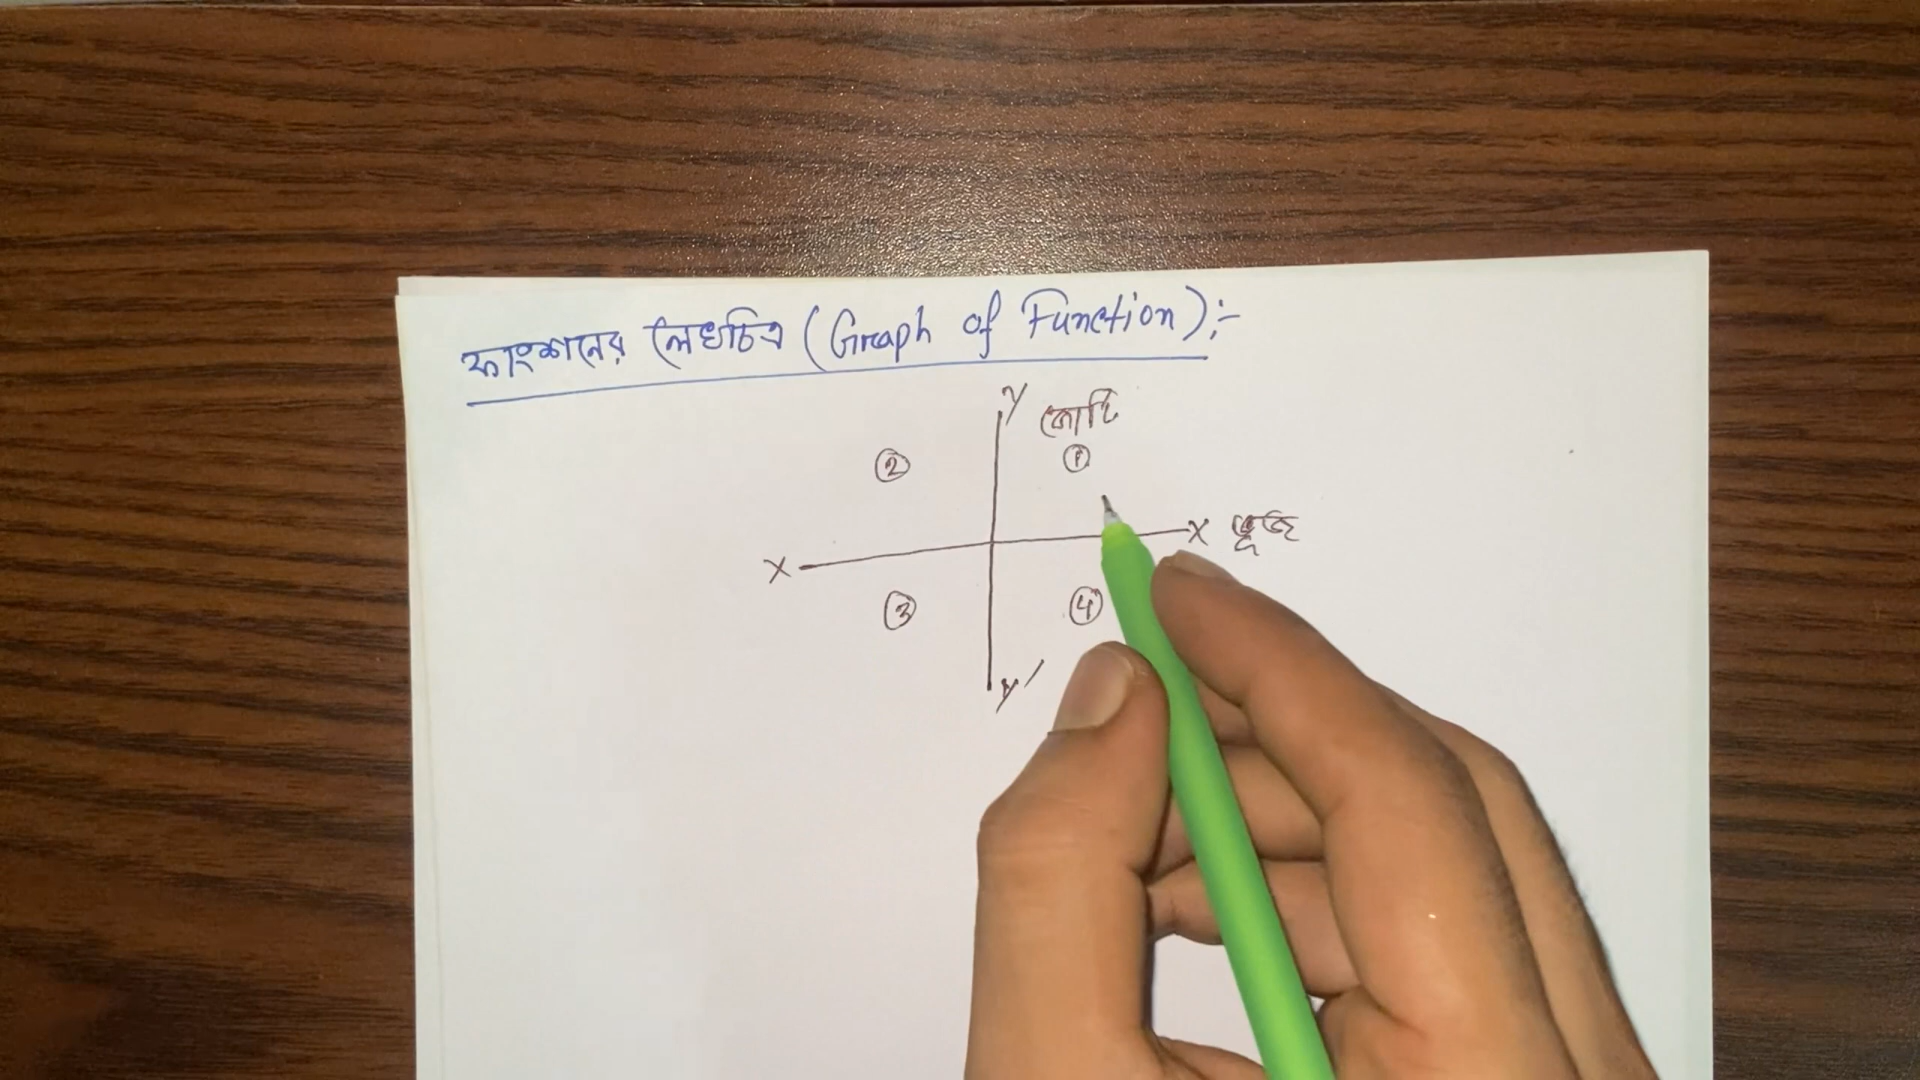 ফাংশনের লেখচিত্র (Graph of Function):-
Y কোটি
② ①
X X ভূজ
③ ④
Y'